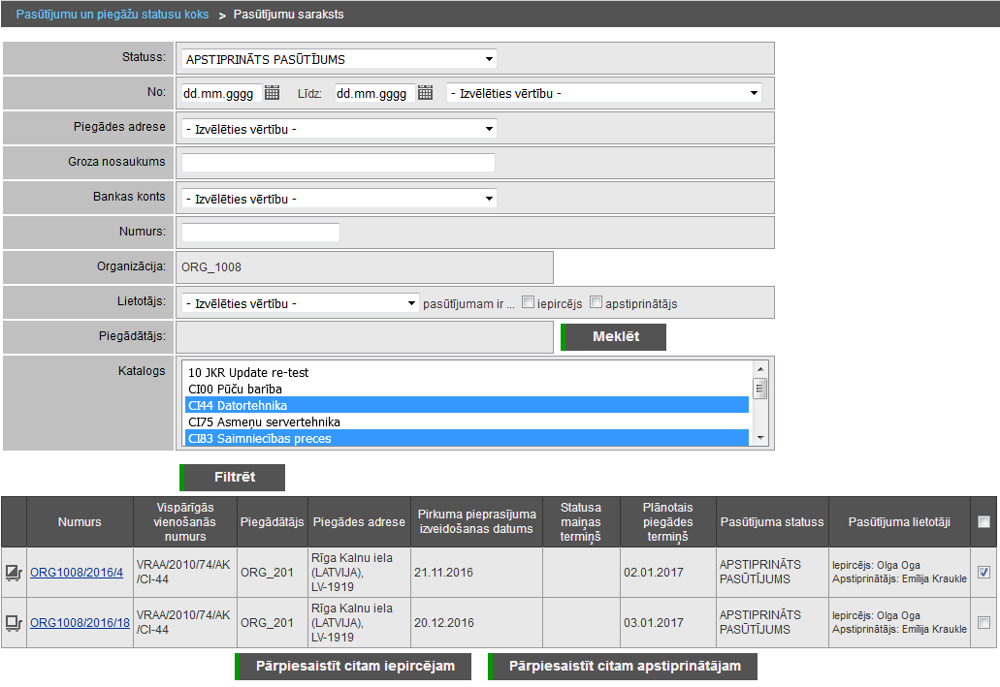 Pasūtījumu un piegāžu statusu koks > Pasūtījumu saraksts
Statuss: APSTIPRINĀTS PASŪTĪJUMS
No: dd.mm.gggg Līdz: dd.mm.gggg - Izvēlēties vērtību -
Piegādes adrese - Izvēlēties vērtību -
Groza nosaukums
Bankas konts - Izvēlēties vērtību -
Numurs:
Organizācija: ORG_1008
Lietotājs: - Izvēlēties vērtību - pasūtījumam ir ... iepircējs apstiprinātājs
Piegādātājs: Meklēt
Katalogs
10 JKR Update re-test
CI00 Pūču barība
CI44 Datortehnika
CI75 Asmeņu servertehnika
CI83 Saimniecības preces
Filtrēt
Numurs
Vispārīgās
vienošanās
numurs
Piegādātājs
Piegādes adrese
Pirkuma pieprasījuma
izveidošanas datums
Statusa
maiņas
termiņš
Plānotais
piegādes
termiņš
Pasūtījuma statuss
Pasūtījuma lietotāji
ORG1008/2016/4
VRAA/2010/74/AK
/CI-44
ORG_201
Rīga Kalnu iela
(LATVIJA),
LV-1919
21.11.2016
02.01.2017
APSTIPRINĀTS
PASŪTĪJUMS
Iepircējs: Olga Oga
Apstiprinātājs: Emīlija Kraukle
ORG1008/2016/18
VRAA/2010/74/AK
/CI-44
ORG_201
Rīga Kalnu iela
(LATVIJA),
LV-1919
20.12.2016
03.01.2017
APSTIPRINĀTS
PASŪTĪJUMS
Iepircējs: Olga Oga
Apstiprinātājs: Emīlija Kraukle
Pārpiesaistīt citam iepircējam
Pārpiesaistīt citam apstiprinātājam